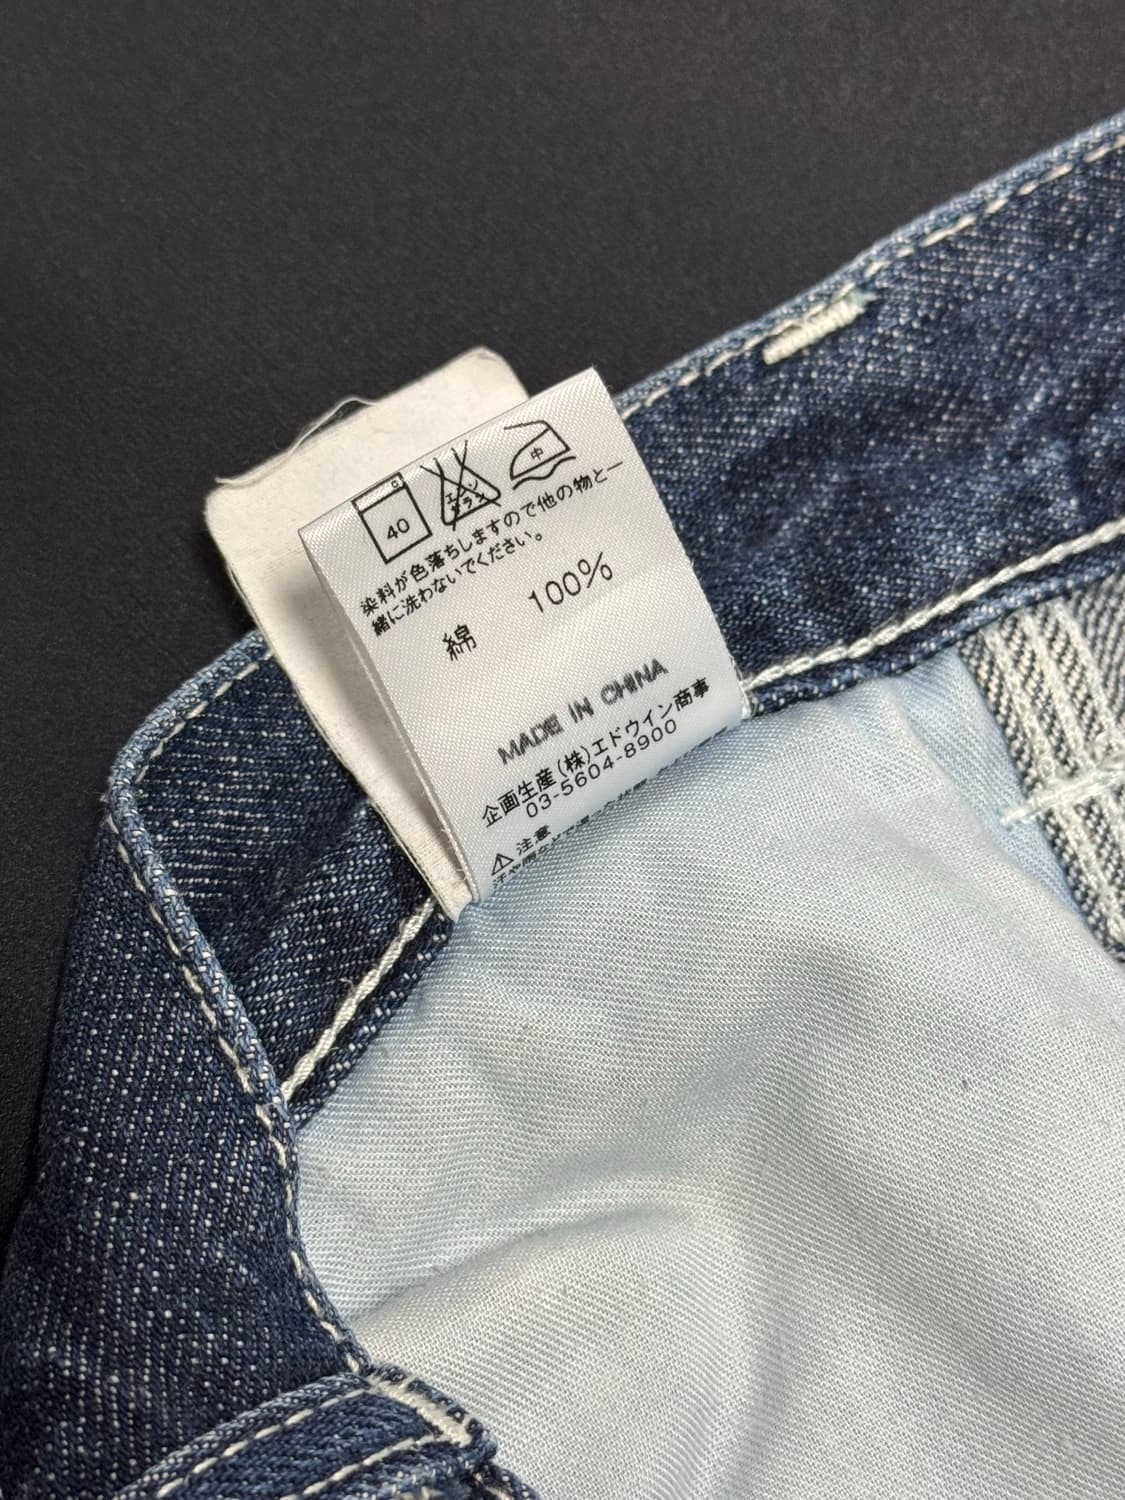 40
エンソ
サラシ
中
染料が色落ちしますので他の物と一
緒に洗わないでください。
綿 100%
MADE IN CHINA
企画生産(株)エドウイン商事
03-5604-8900
⚠ 注意